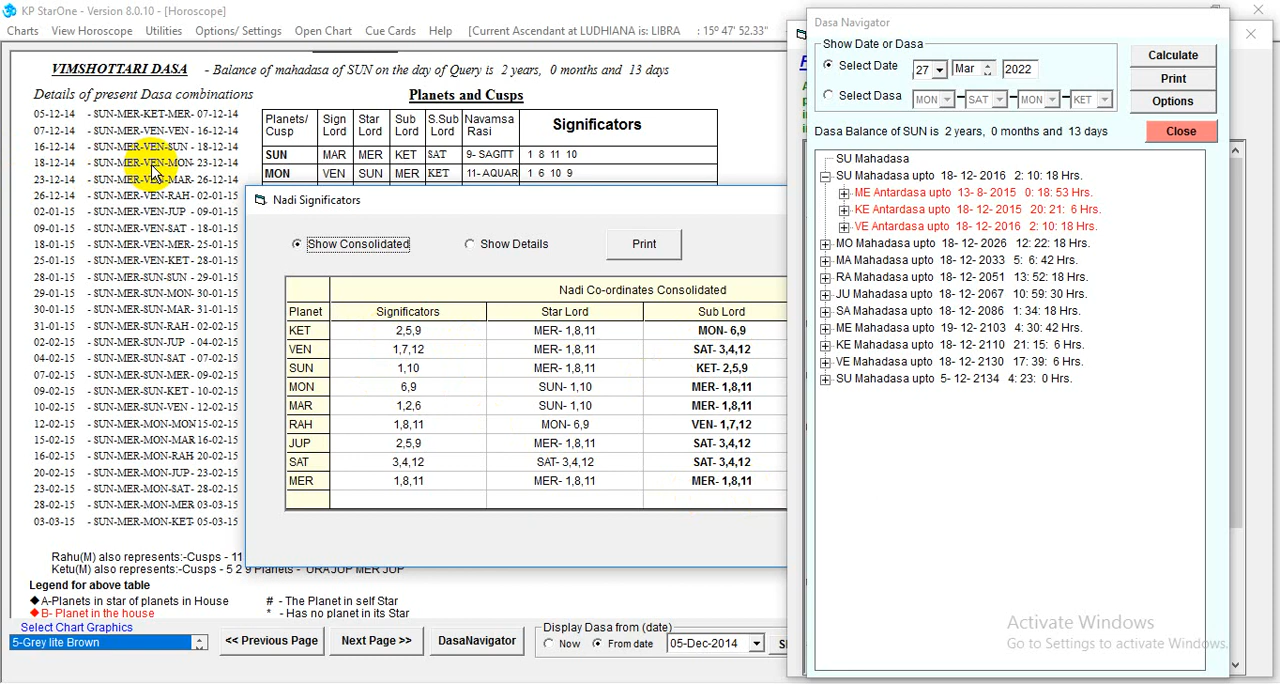 KP StarOne - Version 8.0.10 - [Horoscope]
Charts View Horoscope Utilities Options/ Settings Open Chart Cue Cards Help [Current Ascendant at LUDHIANA is: LIBRA : 15º 47' 52.33"
VIMSHOTTARI DASA - Balance of mahadasa of SUN on the day of Query is 2 years, 0 months and 13 days
Details of present Dasa combinations
05-12-14 - SUN-MER-KET-MER- 07-12-14
07-12-14 - SUN-MER-VEN-VEN - 16-12-14
16-12-14 - SUN-MER-VEN-SUN - 18-12-14
18-12-14 - SUN-MER-VEN-MON- 23-12-14
23-12-14 - SUN-MER-VEN-MAR- 26-12-14
26-12-14 - SUN-MER-VEN-RAH- 02-01-15
02-01-15 - SUN-MER-VEN-JUP - 09-01-15
09-01-15 - SUN-MER-VEN-SAT - 18-01-15
18-01-15 - SUN-MER-VEN-MER- 25-01-15
25-01-15 - SUN-MER-VEN-KET - 28-01-15
28-01-15 - SUN-MER-SUN-SUN - 29-01-15
29-01-15 - SUN-MER-SUN-MON- 30-01-15
30-01-15 - SUN-MER-SUN-MAR- 31-01-15
31-01-15 - SUN-MER-SUN-RAH - 02-02-15
02-02-15 - SUN-MER-SUN-JUP - 04-02-15
04-02-15 - SUN-MER-SUN-SAT - 07-02-15
07-02-15 - SUN-MER-SUN-MER- 09-02-15
09-02-15 - SUN-MER-SUN-KET - 10-02-15
10-02-15 - SUN-MER-SUN-VEN - 12-02-15
12-02-15 - SUN-MER-MON-MON 15-02-15
15-02-15 - SUN-MER-MON-MAR 16-02-15
16-02-15 - SUN-MER-MON-RAH 20-02-15
20-02-15 - SUN-MER-MON-JUP - 23-02-15
23-02-15 - SUN-MER-MON-SAT- 28-02-15
28-02-15 - SUN-MER-MON-MER 03-03-15
03-03-15 - SUN-MER-MON-KET 05-03-15
Planets and Cusps
Planets/ Cusp Sign Lord Star Lord Sub Lord S.Sub Lord Navamsa Rasi Significators
SUN MAR MER KET SAT 9- SAGITT 1 8 11 10
MON VEN SUN MER KET 11- AQUAR 1 6 10 9
Nadi Significators
Show Consolidated Show Details Print
Nadi Co-ordinates Consolidated
Planet Significators Star Lord Sub Lord
KET 2,5,9 MER- 1,8,11 MON- 6,9
VEN 1,7,12 MER- 1,8,11 SAT- 3,4,12
SUN 1,10 MER- 1,8,11 KET- 2,5,9
MON 6,9 SUN- 1,10 MER- 1,8,11
MAR 1,2,6 SUN- 1,10 MER- 1,8,11
RAH 1,8,11 MON- 6,9 VEN- 1,7,12
JUP 2,5,9 MER- 1,8,11 SAT- 3,4,12
SAT 3,4,12 SAT- 3,4,12 SAT- 3,4,12
MER 1,8,11 MER- 1,8,11 MER- 1,8,11
Rahu(M) also represents:-Cusps - 11
Ketu(M) also represents:-Cusps - 5 2 9 Planets - URA JUP MER JUP
Legend for above table
◆A-Planets in star of planets in House # - The Planet in self Star
◆B- Planet in the house * - Has no planet in its Star
Select Chart Graphics
5-Grey lite Brown
<< Previous Page Next Page >> DasaNavigator
Display Dasa from (date)
Now From date 05-Dec-2014
Dasa Navigator
Show Date or Dasa
Select Date 27 Mar 2022
Select Dasa MON - SAT - MON - KET
Calculate
Print
Options
Dasa Balance of SUN is 2 years, 0 months and 13 days
Close
SU Mahadasa
SU Mahadasa upto 18- 12- 2016 2: 10: 18 Hrs.
ME Antardasa upto 13- 8- 2015 0: 18: 53 Hrs.
KE Antardasa upto 18- 12- 2015 20: 21: 6 Hrs.
VE Antardasa upto 18- 12- 2016 2: 10: 18 Hrs.
MO Mahadasa upto 18- 12- 2026 12: 22: 18 Hrs.
MA Mahadasa upto 18- 12- 2033 5: 6: 42 Hrs.
RA Mahadasa upto 18- 12- 2051 13: 52: 18 Hrs.
JU Mahadasa upto 18- 12- 2067 10: 59: 30 Hrs.
SA Mahadasa upto 18- 12- 2086 1: 34: 18 Hrs.
ME Mahadasa upto 19- 12- 2103 4: 30: 42 Hrs.
KE Mahadasa upto 18- 12- 2110 21: 15: 6 Hrs.
VE Mahadasa upto 18- 12- 2130 17: 39: 6 Hrs.
SU Mahadasa upto 5- 12- 2134 4: 23: 0 Hrs.
Activate Windows
Go to Settings to activate Windows.